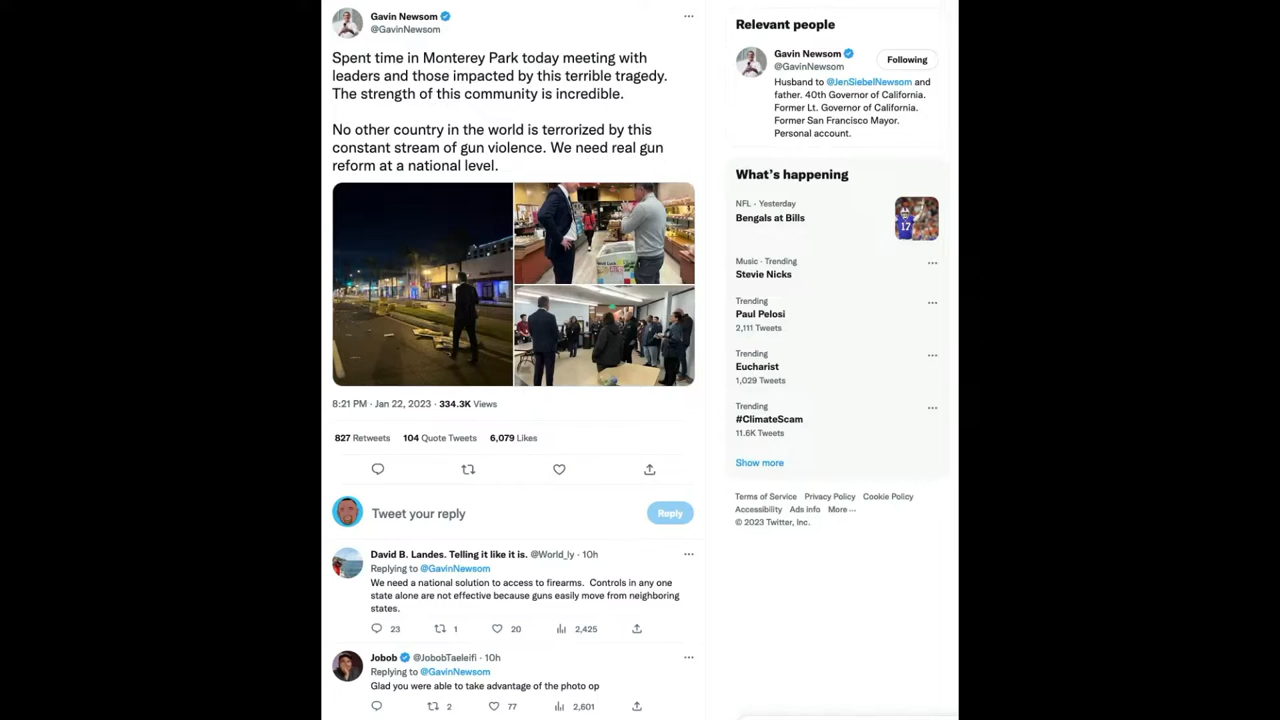 Gavin Newsom
@GavinNewsom
Spent time in Monterey Park today meeting with
leaders and those impacted by this terrible tragedy.
The strength of this community is incredible.
No other country in the world is terrorized by this
constant stream of gun violence. We need real gun
reform at a national level.
8:21 PM · Jan 22, 2023 · 334.3K Views
827 Retweets 104 Quote Tweets 6,079 Likes
Tweet your reply
Reply
David B. Landes. Telling it like it is. @World_ly · 10h
Replying to @GavinNewsom
We need a national solution to access to firearms. Controls in any one
state alone are not effective because guns easily move from neighboring
states.
23 1 20 2,425
Jobob @JobobTaeleifi · 10h
Replying to @GavinNewsom
Glad you were able to take advantage of the photo op
2 77 2,601
Relevant people
Gavin Newsom
@GavinNewsom
Following
Husband to @JenSiebelNewsom and
father. 40th Governor of California.
Former Lt. Governor of California.
Former San Francisco Mayor.
Personal account.
What's happening
NFL · Yesterday
Bengals at Bills
17
Music · Trending
Stevie Nicks
Trending
Paul Pelosi
2,111 Tweets
Trending
Eucharist
1,029 Tweets
Trending
#ClimateScam
11.6K Tweets
Show more
Terms of Service Privacy Policy Cookie Policy
Accessibility Ads info More ...
© 2023 Twitter, Inc.